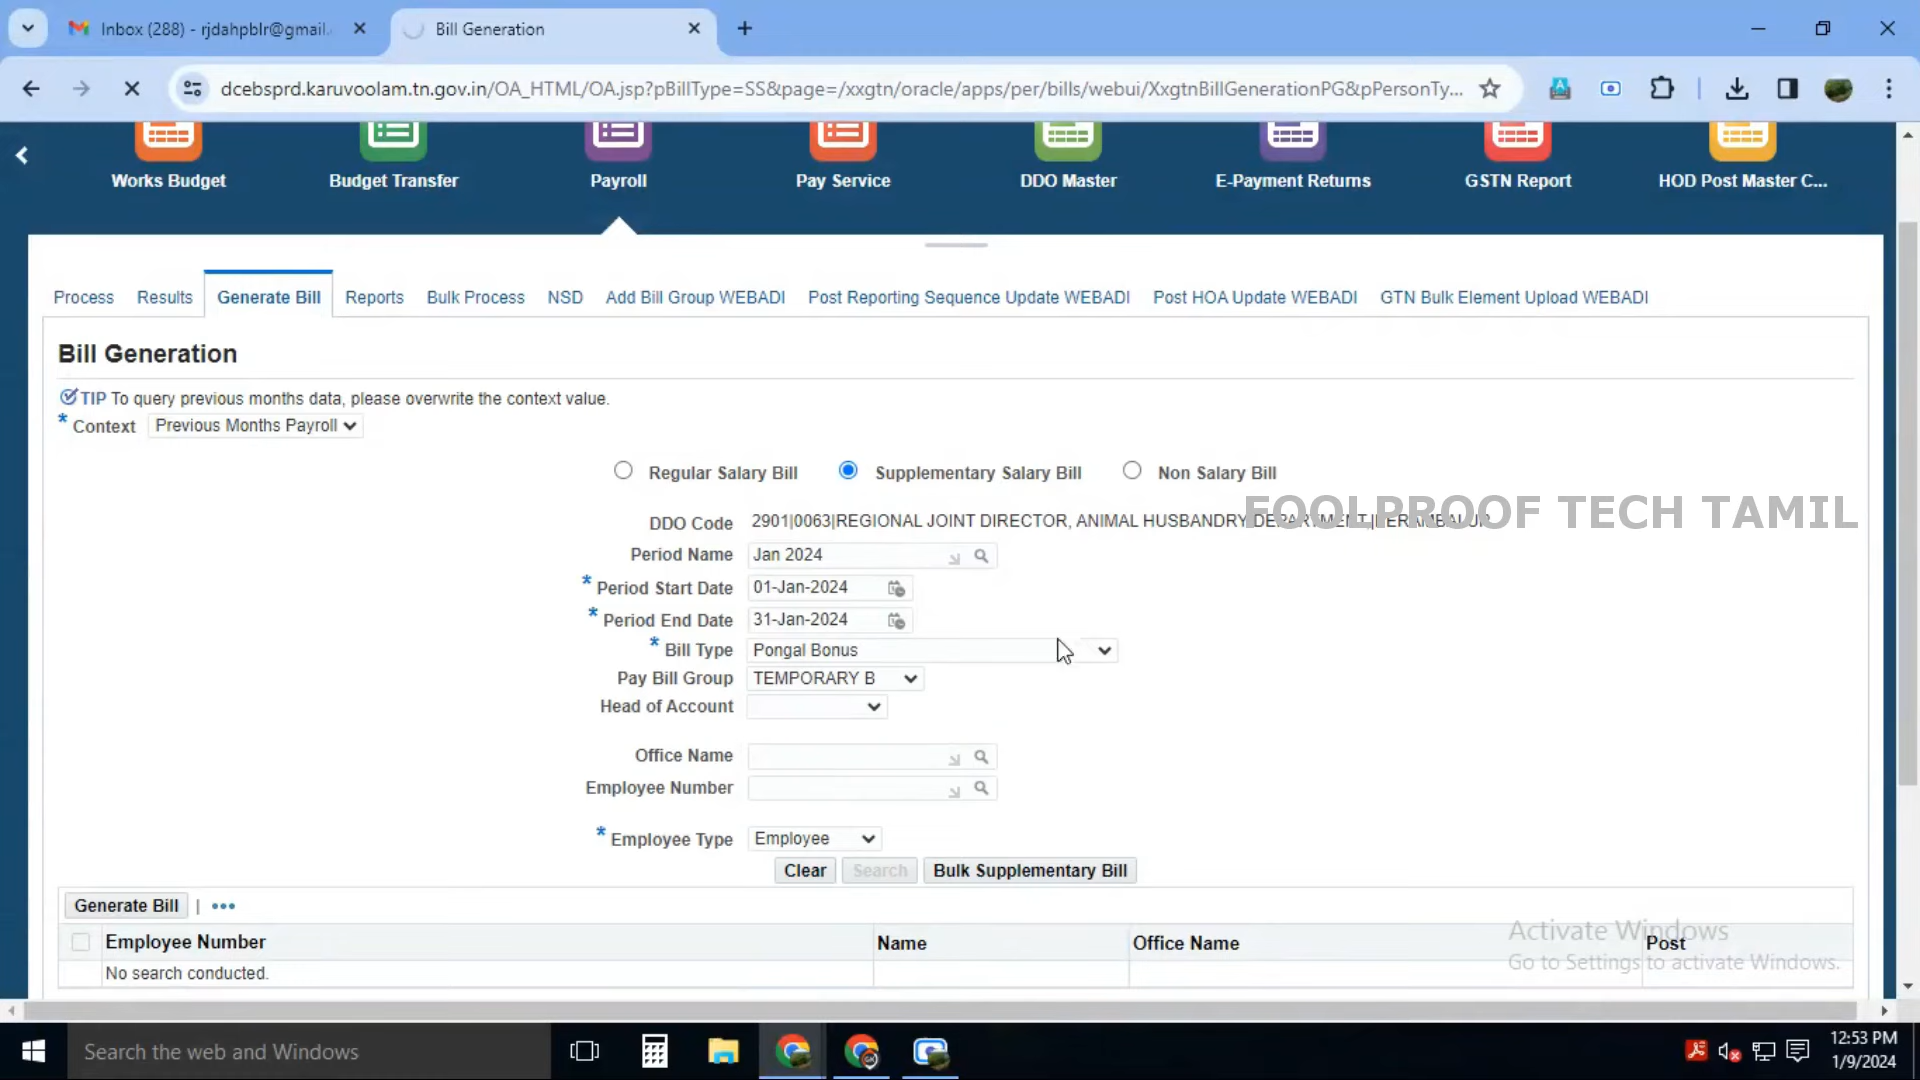 Inbox (288) - rjdahpblr@gmail.
Bill Generation
dcebsprd.karuvoolam.tn.gov.in/OA_HTML/OA.jsp?pBillType=SS&page=/xxgtn/oracle/apps/per/bills/webui/XxgtnBillGenerationPG&pPersonTy...
Works Budget
Budget Transfer
Payroll
Pay Service
DDO Master
E-Payment Returns
GSTN Report
HOD Post Master C...
Process
Results
Generate Bill
Reports
Bulk Process
NSD
Add Bill Group WEBADI
Post Reporting Sequence Update WEBADI
Post HOA Update WEBADI
GTN Bulk Element Upload WEBADI
Bill Generation
TIP To query previous months data, please overwrite the context value.
* Context Previous Months Payroll
Regular Salary Bill
Supplementary Salary Bill
Non Salary Bill
FOOLPROOF TECH TAMIL
DDO Code 2901|0063|REGIONAL JOINT DIRECTOR, ANIMAL HUSBANDRY DEPARTMENT,|PERAMBALUR
Period Name Jan 2024
* Period Start Date 01-Jan-2024
* Period End Date 31-Jan-2024
* Bill Type Pongal Bonus
Pay Bill Group TEMPORARY B
Head of Account
Office Name
Employee Number
* Employee Type Employee
Clear
Search
Bulk Supplementary Bill
Generate Bill | •••
Employee Number
Name
Office Name
Post
No search conducted.
Activate Windows
Go to Settings to activate Windows.
Search the web and Windows
12:53 PM
1/9/2024